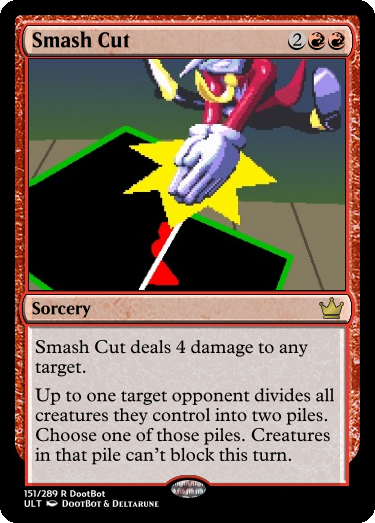 Smash Cut 2
Sorcery
Smash Cut deals 4 damage to any
target.
Up to one target opponent divides all
creatures they control into two piles.
Choose one of those piles. Creatures
in that pile can't block this turn.
151/289 R DootBot
ULT DootBot & Deltarune